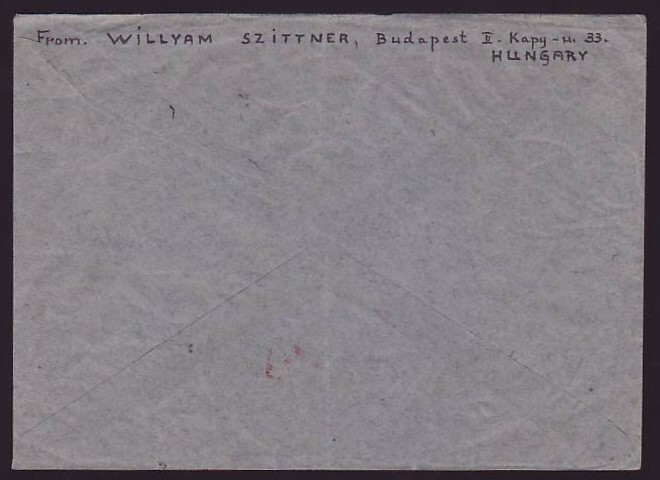 From. WiLLYAM SZiTTNER, Budapest II. Kapy-u. 33.
HUNGARY